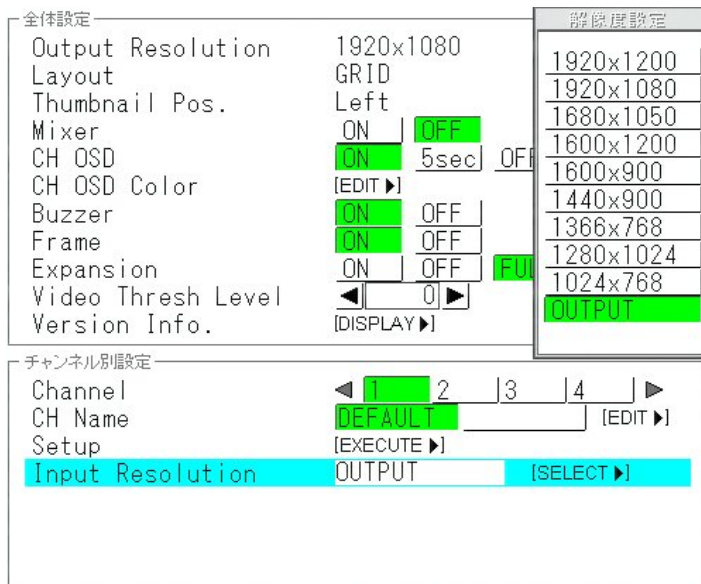 全体設定
Output Resolution 1920x1080
Layout GRID
Thumbnail Pos. Left
Mixer ON OFF
CH OSD ON 5sec OFF
CH OSD Color [EDIT▶]
Buzzer ON OFF
Frame ON OFF
Expansion ON OFF FUL
Video Thresh Level ◀ 0 ▶
Version Info. [DISPLAY▶]
解像度設定
1920x1200
1920x1080
1680x1050
1600x1200
1600x900
1440x900
1366x768
1280x1024
1024x768
OUTPUT
チャンネル別設定
Channel ◀ 1 2 3 4 ▷
CH Name DEFAULT [EDIT▶]
Setup [EXECUTE▶]
Input Resolution OUTPUT [SELECT▶]